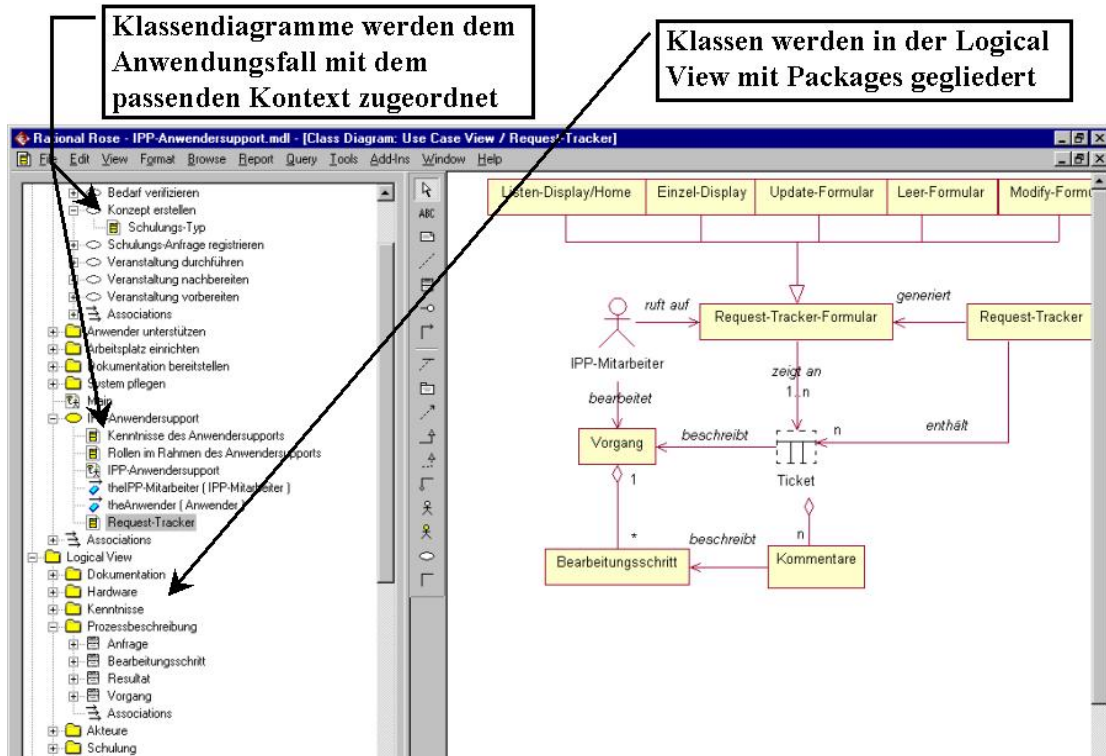 Klassendiagramme werden dem
Anwendungsfall mit dem
passenden Kontext zugeordnet
Klassen werden in der Logical
View mit Packages gegliedert
Rational Rose - IPP-Anwendersupport.mdl - [Class Diagram: Use Case View / Request-Tracker]
File Edit View Format Browse Report Query Tools Add-Ins Window Help
Bedarf verifizieren
Konzept erstellen
Schulungs-Typ
Schulungs-Anfrage registrieren
Veranstaltung durchführen
Veranstaltung nachbereiten
Veranstaltung vorbereiten
Associations
Anwender unterstützen
Arbeitsplatz einrichten
Dokumentation bereitstellen
System pflegen
Main
IPP-Anwendersupport
Kenntnisse des Anwendersupports
Rollen im Rahmen des Anwendersupports
IPP-Anwendersupport
theIPP-Mitarbeiter ( IPP-Mitarbeiter )
theAnwender ( Anwender )
Request-Tracker
Associations
Logical View
Dokumentation
Hardware
Kenntnisse
Prozessbeschreibung
Anfrage
Bearbeitungsschritt
Resultat
Vorgang
Associations
Akteure
Schulung
ABC
Listen-Display/Home
Einzel-Display
Update-Formular
Leer-Formular
Modify-Formu
ruft auf
Request-Tracker-Formular
generiert
Request-Tracker
IPP-Mitarbeiter
zeigt an
1..n
bearbeitet
Vorgang
beschreibt
n
enthält
Ticket
1
*
beschreibt
n
Bearbeitungsschritt
Kommentare